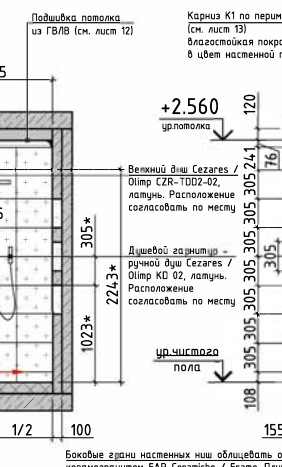 Подшивка потолка
из ГВЛВ (см. лист 12)
Карниз К1 по перим
(см. лист 13)
влагостойкая покра
в цвет настенной п
5
+2.560
ур.потолка
120
241
76
305
305
305
305
305
305
305
305
108
Верхний душ Cezares /
Olimp CZR-TDD2-02,
латунь. Расположение
согласовать по месту
305*
2243*
1023*
Душевой гарнитур -
ручной душ Cezares /
Olimp KD 02, латунь.
Расположение
согласовать по месту
ур.чистого
пола
1/2
100
155
Боковые грани настенных ниш облицевать